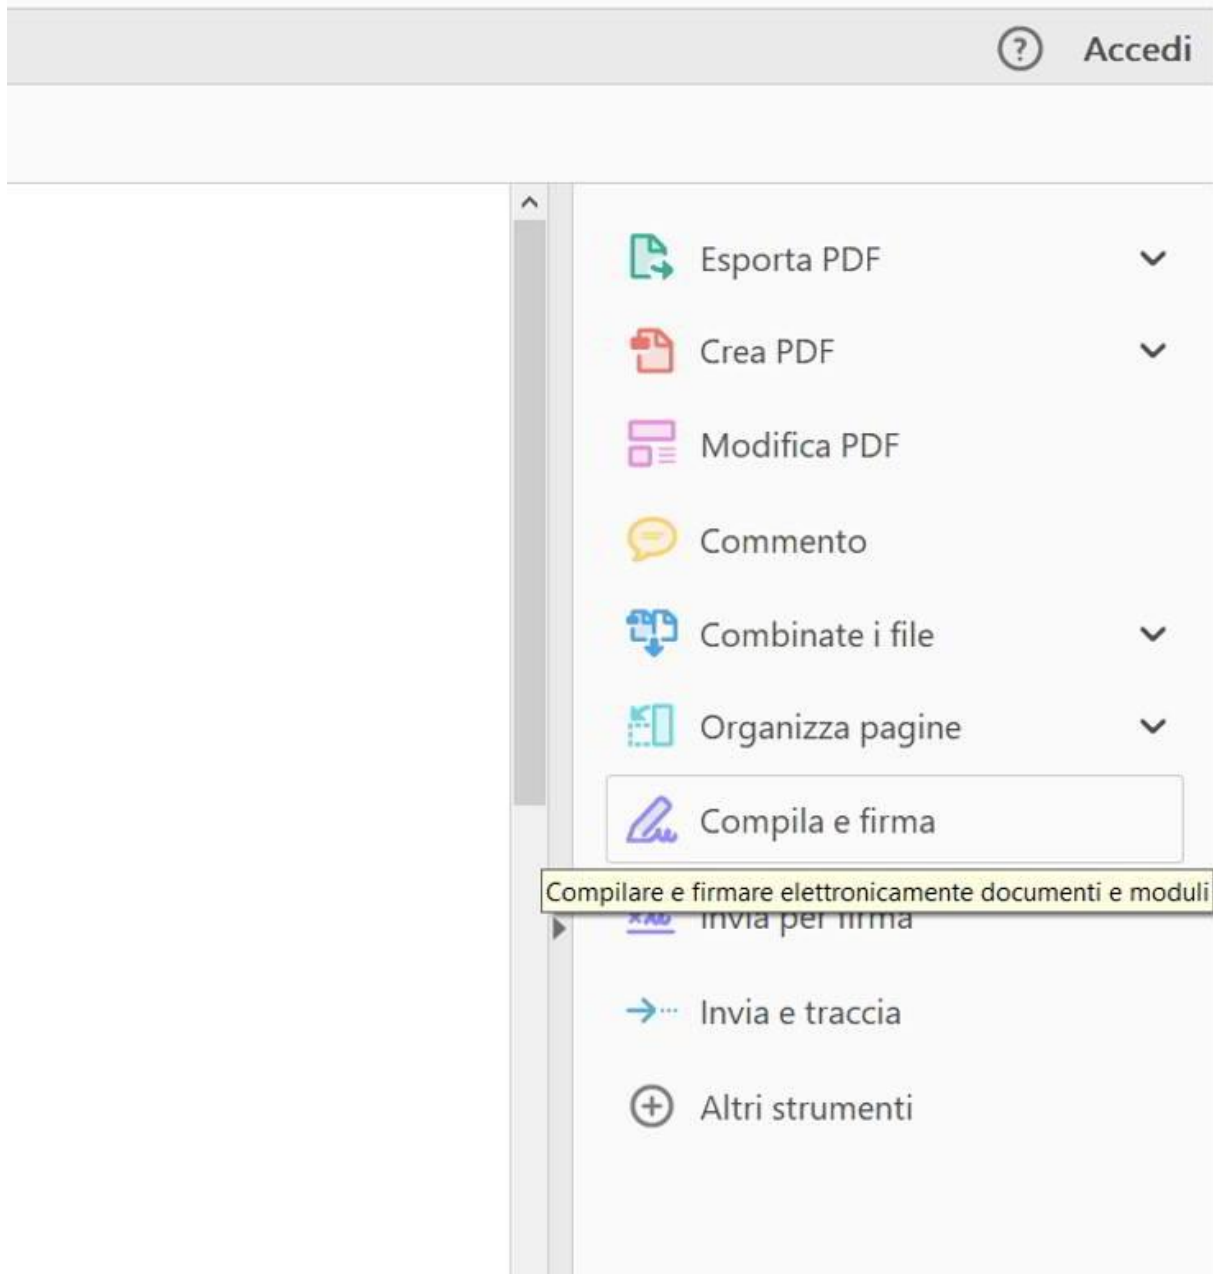 Accedi
Esporta PDF
Crea PDF
Modifica PDF
Commento
Combinate i file
Organizza pagine
Compila e firma
Compilare e firmare elettronicamente documenti e moduli
Invia per firma
Invia e traccia
Altri strumenti